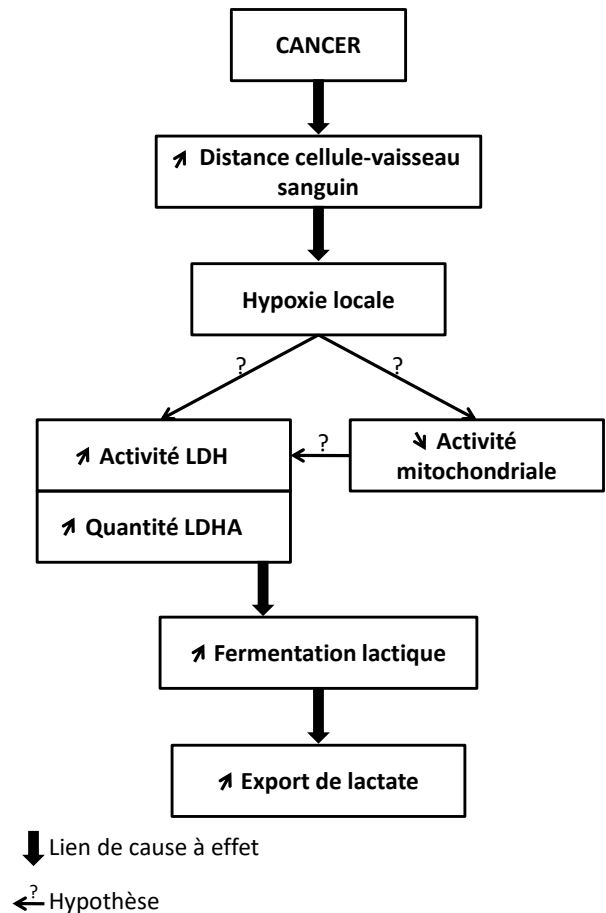 CANCER
↗ Distance cellule-vaisseau
sanguin
Hypoxie locale
? ?
↗ Activité LDH
?
↘ Activité
mitochondriale
↗ Quantité LDHA
↗ Fermentation lactique
↗ Export de lactate
Lien de cause à effet
? Hypothèse